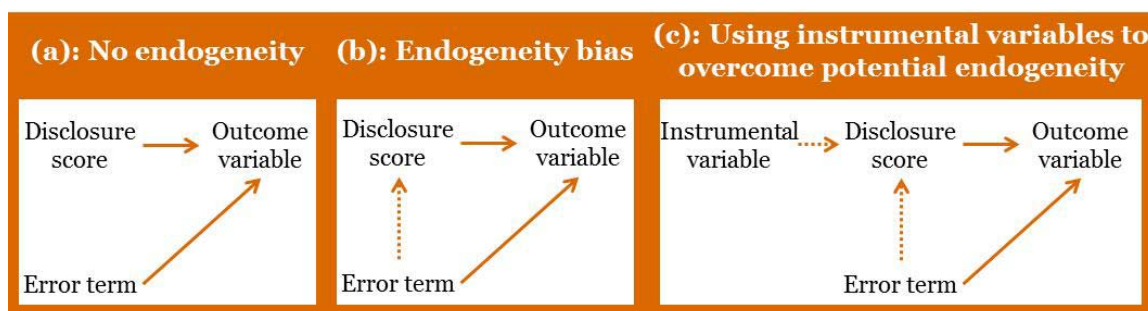 (a): No endogeneity
Disclosure
score
Outcome
variable
Error term
(b): Endogeneity bias
Disclosure
score
Outcome
variable
Error term
(c): Using instrumental variables to
overcome potential endogeneity
Instrumental
variable
Disclosure
score
Outcome
variable
Error term